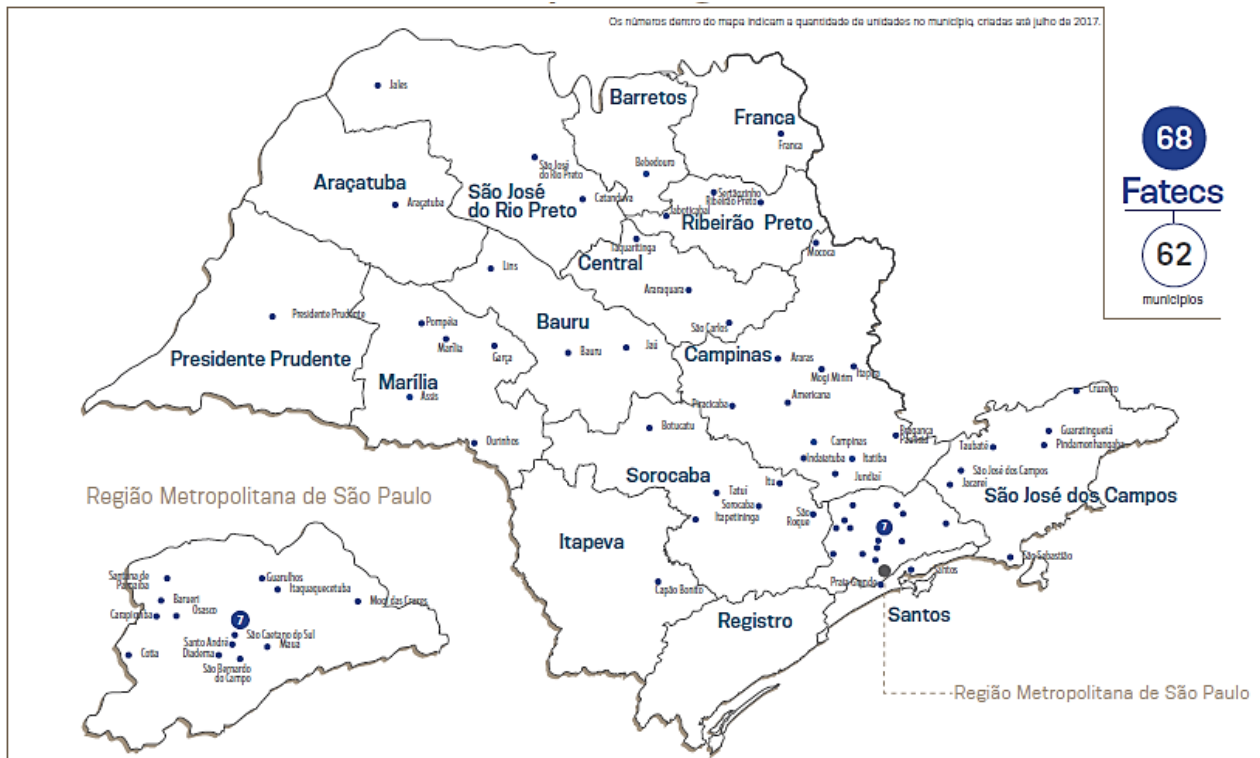 Os números dentro do mapa indicam a quantidade de unidades no município, criadas até julho de 2017.
68
Fatecs
62
municípios
Jales
Barretos
Franca
Franca
São José
do Rio Preto
Bebedouro
Araçatuba
Araçatuba
São José
do Rio Preto
Catanduva
Sertãozinho
Ribeirão Preto
Jaboticabal
Ribeirão Preto
Taquaritinga
Mococa
Central
Lins
Araraquara
Presidente Prudente
Pompéia
Bauru
São Carlos
Marília
Garça
Bauru
Jaú
Campinas
Araras
Mogi Mirim
Itapira
Presidente Prudente
Marília
Assis
Americana
Piracicaba
Cruzeiro
Ourinhos
Botucatu
Campinas
Bragança
Paulista
Guaratinguetá
Taubaté
Pindamonhangaba
Indaiatuba
Itatiba
Sorocaba
Itu
Jundiaí
São José dos Campos
Jacareí
São José dos Campos
Tatuí
Sorocaba
Itapetininga
São
Roque
7
Itapeva
Capão Bonito
São Sebastião
Praia Grande
Santos
Santos
Registro
Região Metropolitana de São Paulo
Região Metropolitana de São Paulo
Santana de
Parnaíba
Guarulhos
Itaquaquecetuba
Barueri
Mogi das Cruzes
Carapicuíba
Osasco
7
São Caetano do Sul
Santo André
Mauá
Cotia
Diadema
São Bernardo
do Campo